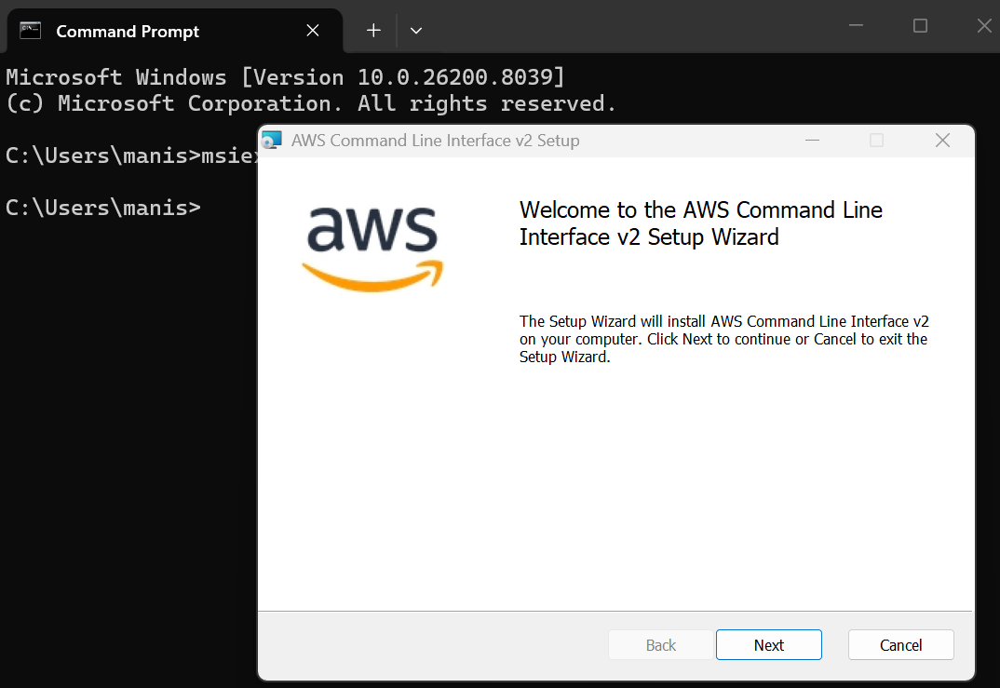 Command Prompt
Microsoft Windows [Version 10.0.26200.8039]
(c) Microsoft Corporation. All rights reserved.
C:\Users\manis>msie
AWS Command Line Interface v2 Setup
C:\Users\manis>
aws
Welcome to the AWS Command Line
Interface v2 Setup Wizard
The Setup Wizard will install AWS Command Line Interface v2
on your computer. Click Next to continue or Cancel to exit the
Setup Wizard.
Back
Next
Cancel